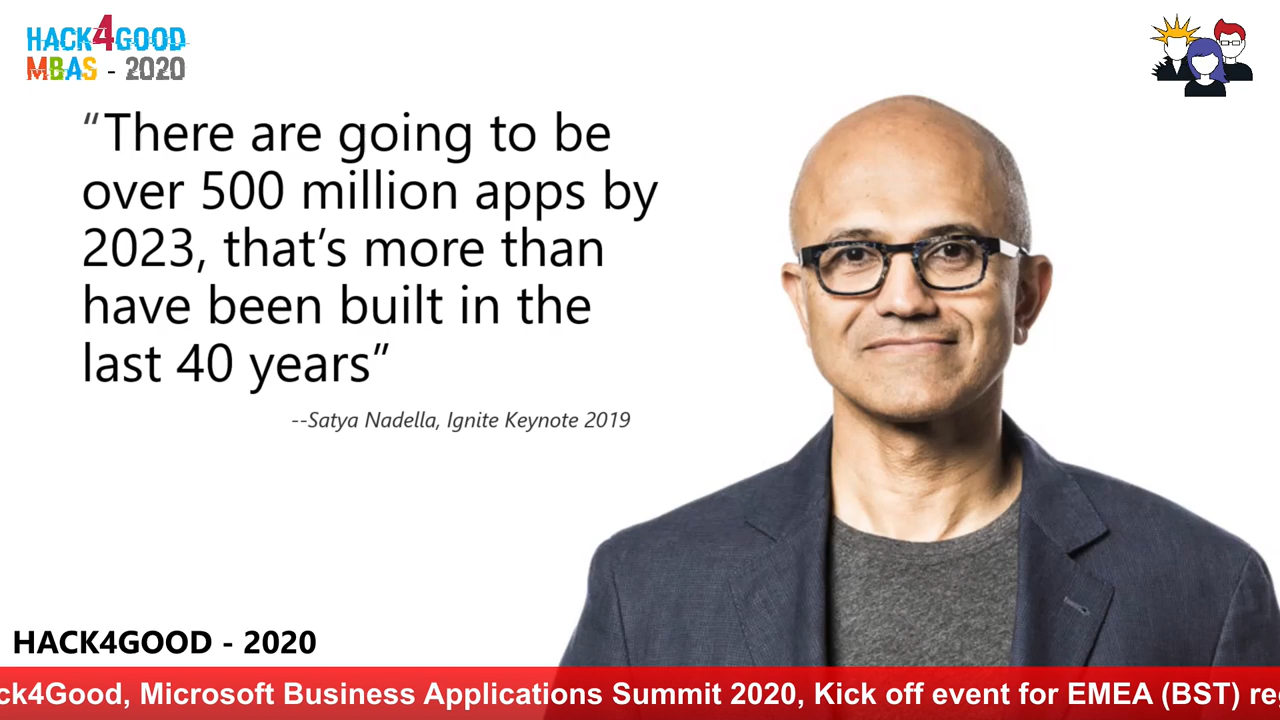 HACK4GOOD
MBAS - 2020
“There are going to be
over 500 million apps by
2023, that’s more than
have been built in the
last 40 years”
--Satya Nadella, Ignite Keynote 2019
HACK4GOOD - 2020
ck4Good, Microsoft Business Applications Summit 2020, Kick off event for EMEA (BST) re